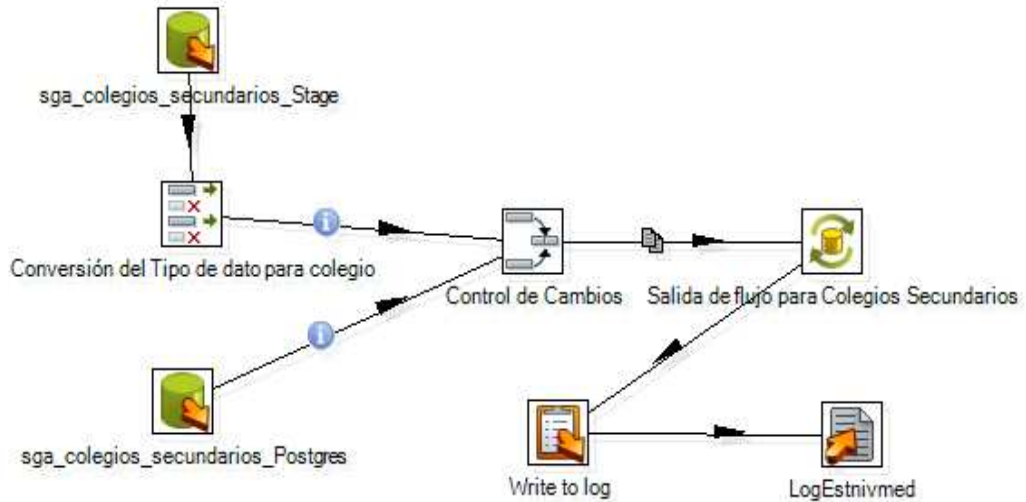 sga_colegios_secundarios_Stage
Conversión del Tipo de dato para colegio
Control de Cambios
Salida de flujo para Colegios Secundarios
sga_colegios_secundarios_Postgres
Write to log
LogEstnivmed